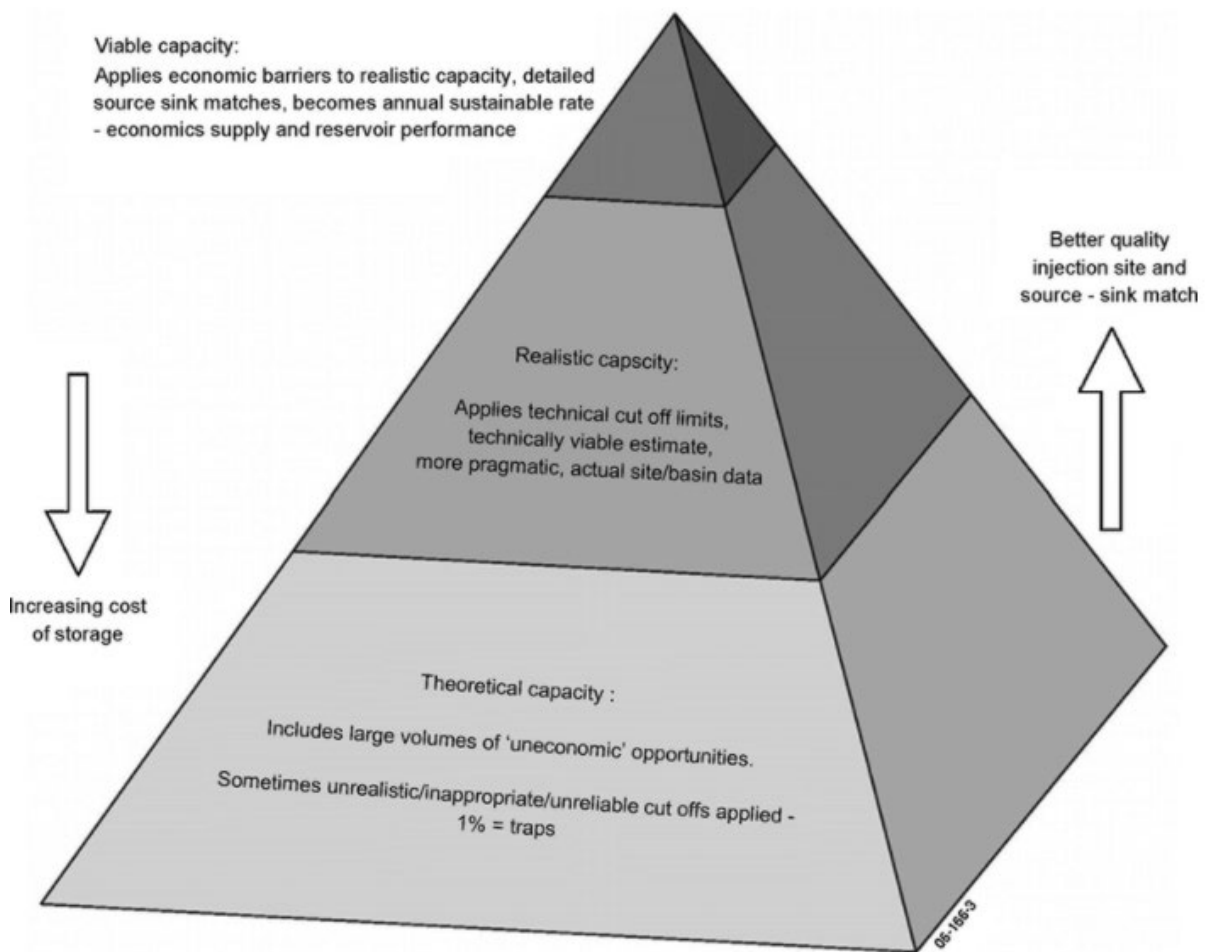 Viable capacity:
Applies economic barriers to realistic capacity, detailed
source sink matches, becomes annual sustainable rate
- economics supply and reservoir performance
Better quality
injection site and
source - sink match
Realistic capscity:
Applies technical cut off limits,
technically viable estimate,
more pragmatic, actual site/basin data
Increasing cost
of storage
Theoretical capacity :
Includes large volumes of 'uneconomic' opportunities.
Sometimes unrealistic/inappropriate/unreliable cut offs applied -
1% = traps
06-166-3